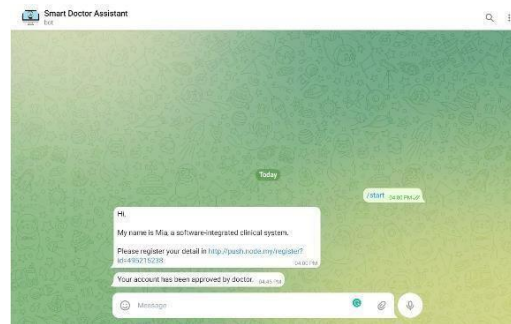 Smart Doctor Assistant
bot
Today
/start 04:00 PM
Hi,
My name is Mia, a software-integrated clinical system.
Please register your detail in http://push.node.my/register?
id=495215238
04:00 PM
Your account has been approved by doctor. 04:45 PM
Message